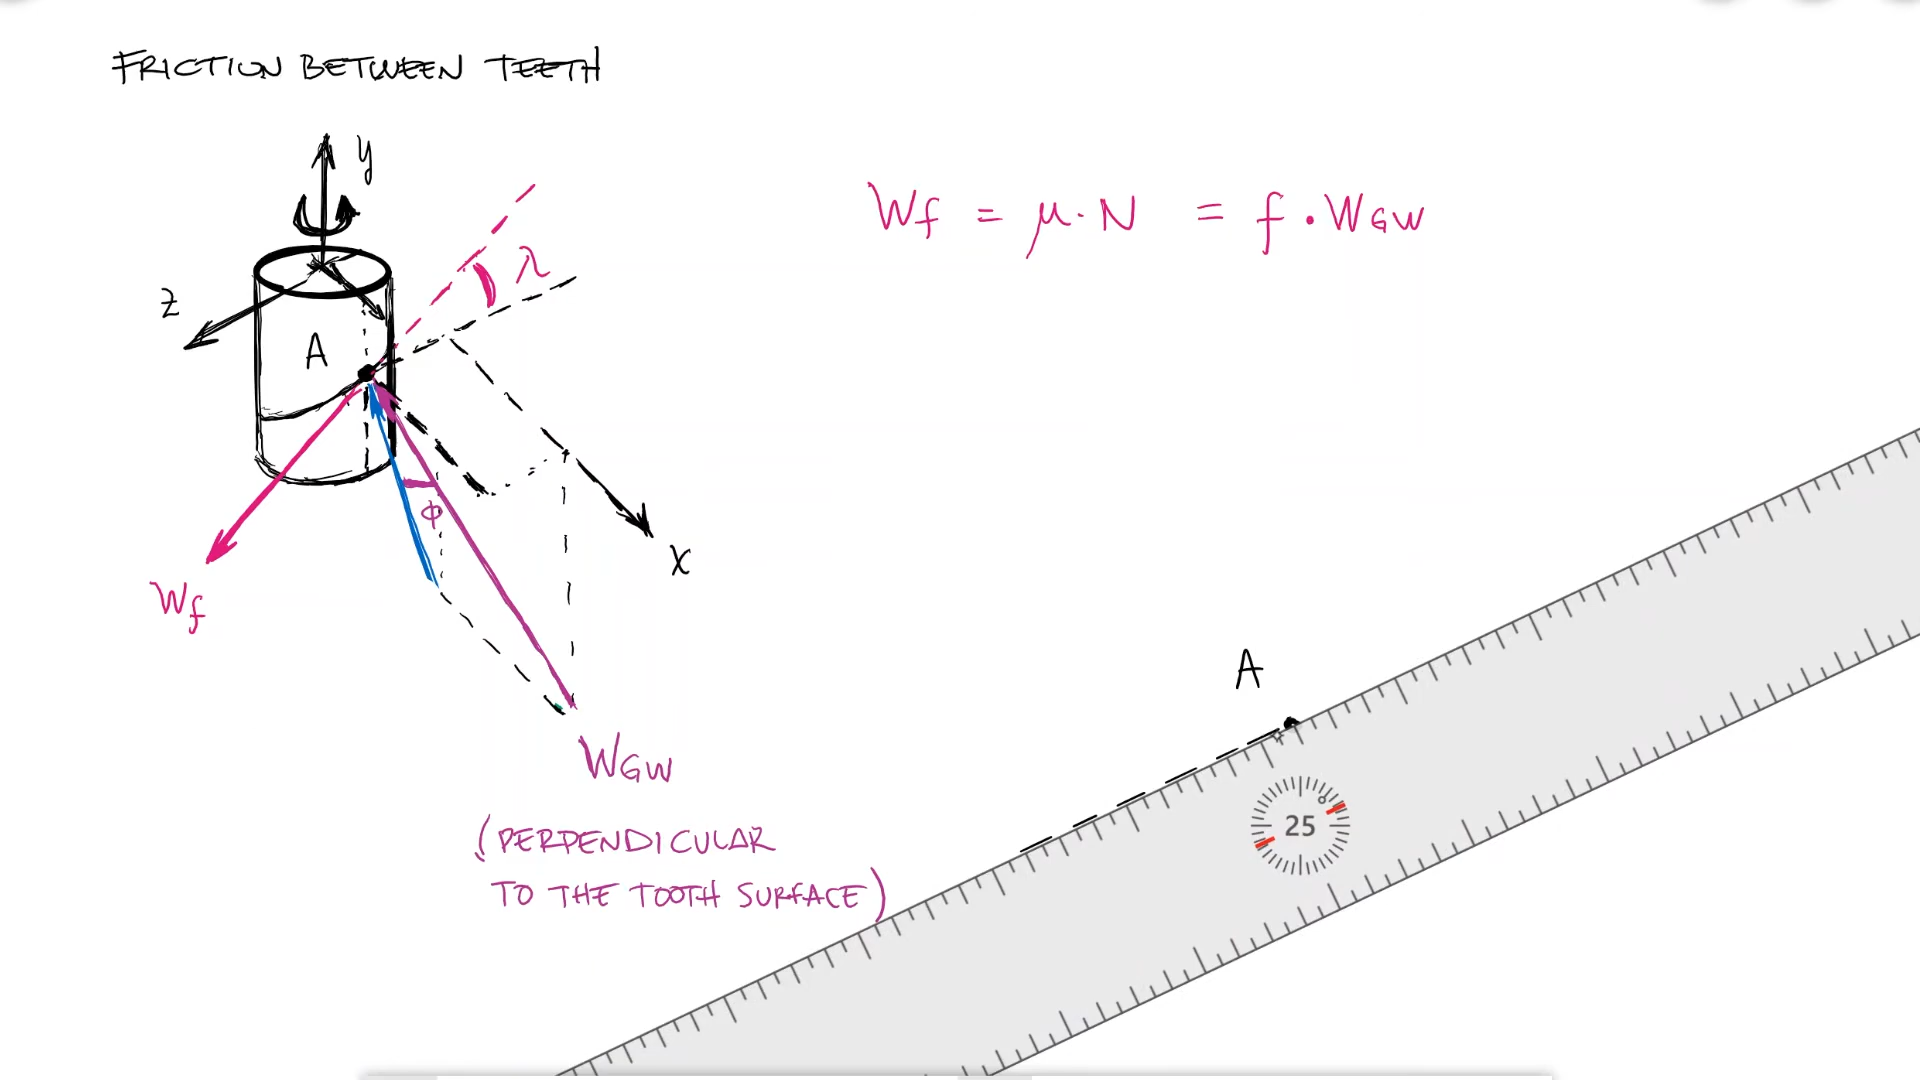 FRICTION BETWEEN TEETH
y
λ
Wf = μ · N = f · WGW
z
A
Φ
x
Wf
A
WGW
25°
(PERPENDICULAR
TO THE TOOTH SURFACE)